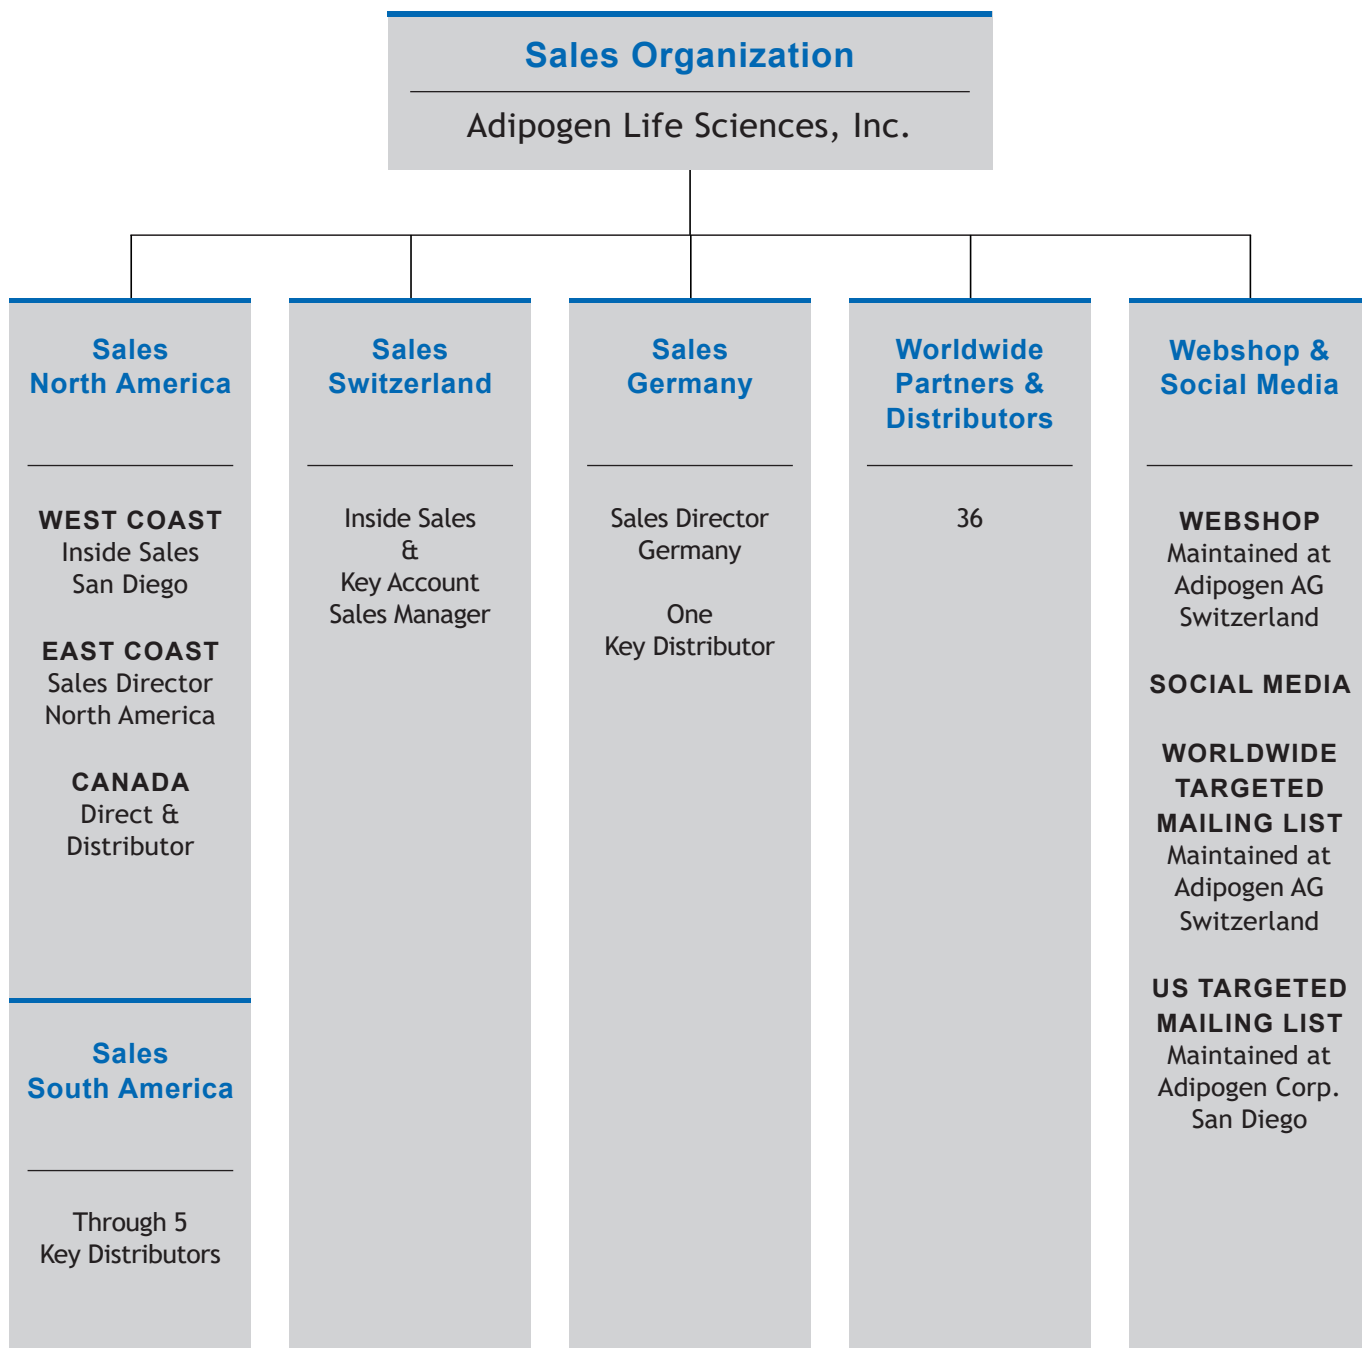 Sales Organization
Adipogen Life Sciences, Inc.
Sales
North America
WEST COAST
Inside Sales
San Diego
EAST COAST
Sales Director
North America
CANADA
Direct &
Distributor
Sales
South America
Through 5
Key Distributors
Sales
Switzerland
Inside Sales
&
Key Account
Sales Manager
Sales
Germany
Sales Director
Germany
One
Key Distributor
Worldwide
Partners &
Distributors
36
Webshop &
Social Media
WEBSHOP
Maintained at
Adipogen AG
Switzerland
SOCIAL MEDIA
WORLDWIDE
TARGETED
MAILING LIST
Maintained at
Adipogen AG
Switzerland
US TARGETED
MAILING LIST
Maintained at
Adipogen Corp.
San Diego